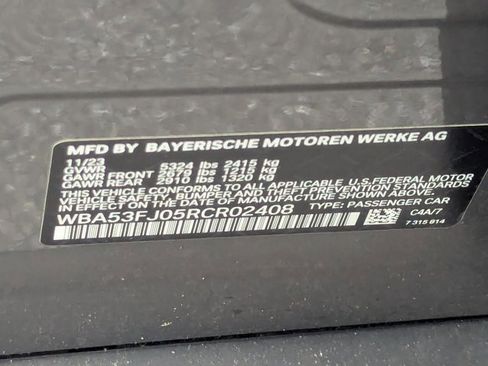 MFD BY BAYERISCHE MOTOREN WERKE AG
11/23
GVWR 5324 lbs 2415 kg
GAWR FRONT 2679 lbs 1215 kg
GAWR REAR 2910 lbs 1320 kg
THIS VEHICLE CONFORMS TO ALL APPLICABLE U.S. FEDERAL MOTOR
VEHICLE SAFETY, BUMPER, AND THEFT PREVENTION STANDARDS
IN EFFECT ON THE DATE OF MANUFACTURE SHOWN ABOVE.
WBA53FJ05RCR02408 TYPE: PASSENGER CAR
C4A/7
7 315 814